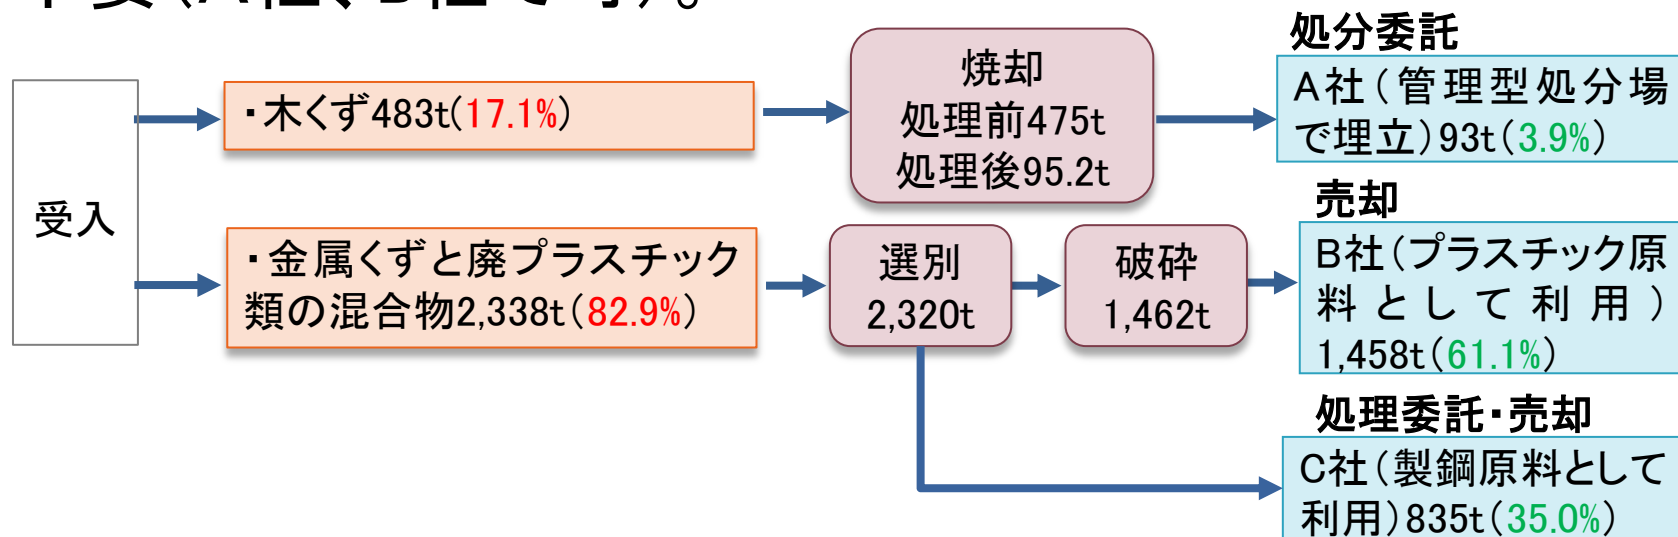 処分委託
焼却
処理前475t
処理後95.2t
A社(管理型処分場
で埋立)93t(3.9%)
・木くず483t(17.1%)
受入
売却
・金属くずと廃プラスチック
類の混合物2,338t(82.9%)
選別
2,320t
破砕
1,462t
B社(プラスチック原
料として利用)
1,458t(61.1%)
処理委託・売却
C社(製鋼原料として
利用)835t(35.0%)